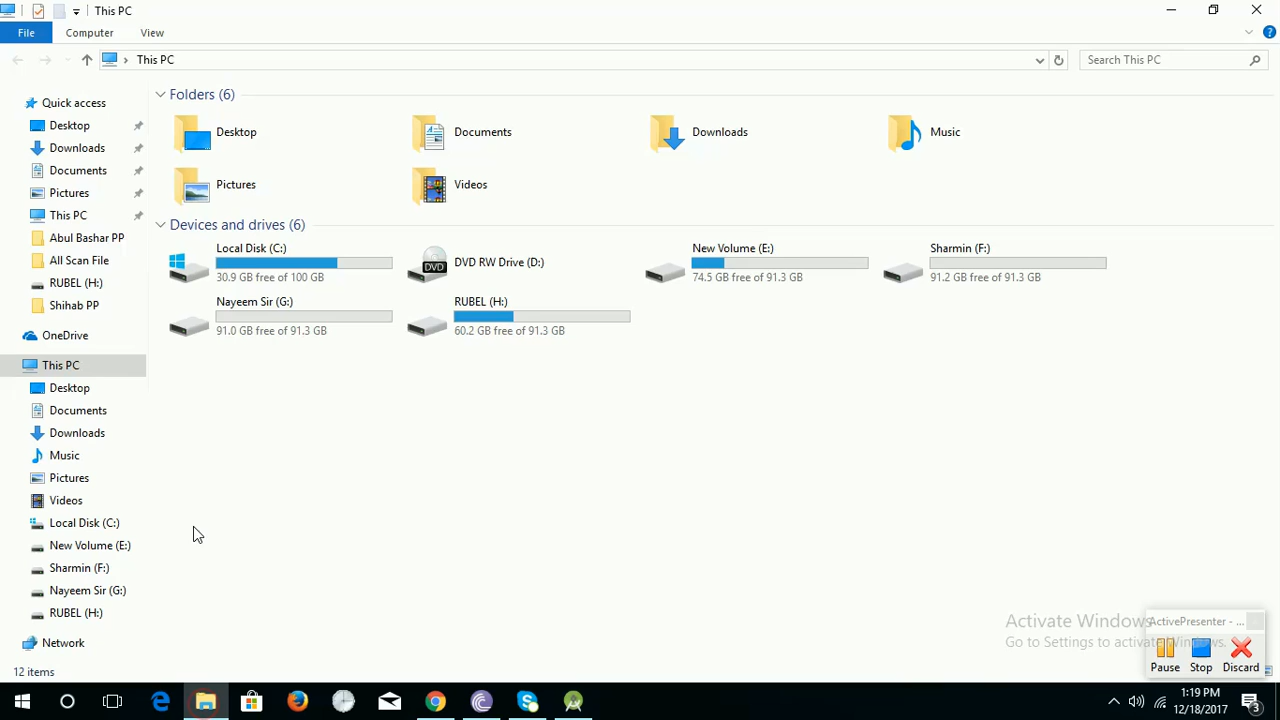 This PC
File
Computer
View
This PC
Search This PC
Quick access
Desktop
Downloads
Documents
Pictures
This PC
Abul Bashar PP
All Scan File
RUBEL (H:)
Shihab PP
OneDrive
This PC
Desktop
Documents
Downloads
Music
Pictures
Videos
Local Disk (C:)
New Volume (E:)
Sharmin (F:)
Nayeem Sir (G:)
RUBEL (H:)
Network
Folders (6)
Desktop
Documents
Downloads
Music
Pictures
Videos
Devices and drives (6)
Local Disk (C:)
30.9 GB free of 100 GB
DVD RW Drive (D:)
DVD
New Volume (E:)
74.5 GB free of 91.3 GB
Sharmin (F:)
91.2 GB free of 91.3 GB
Nayeem Sir (G:)
91.0 GB free of 91.3 GB
RUBEL (H:)
60.2 GB free of 91.3 GB
Activate Windows
Go to Settings to activate Windows.
ActivePresenter - ...
Pause
Stop
Discard
12 items
1:19 PM
12/18/2017
3